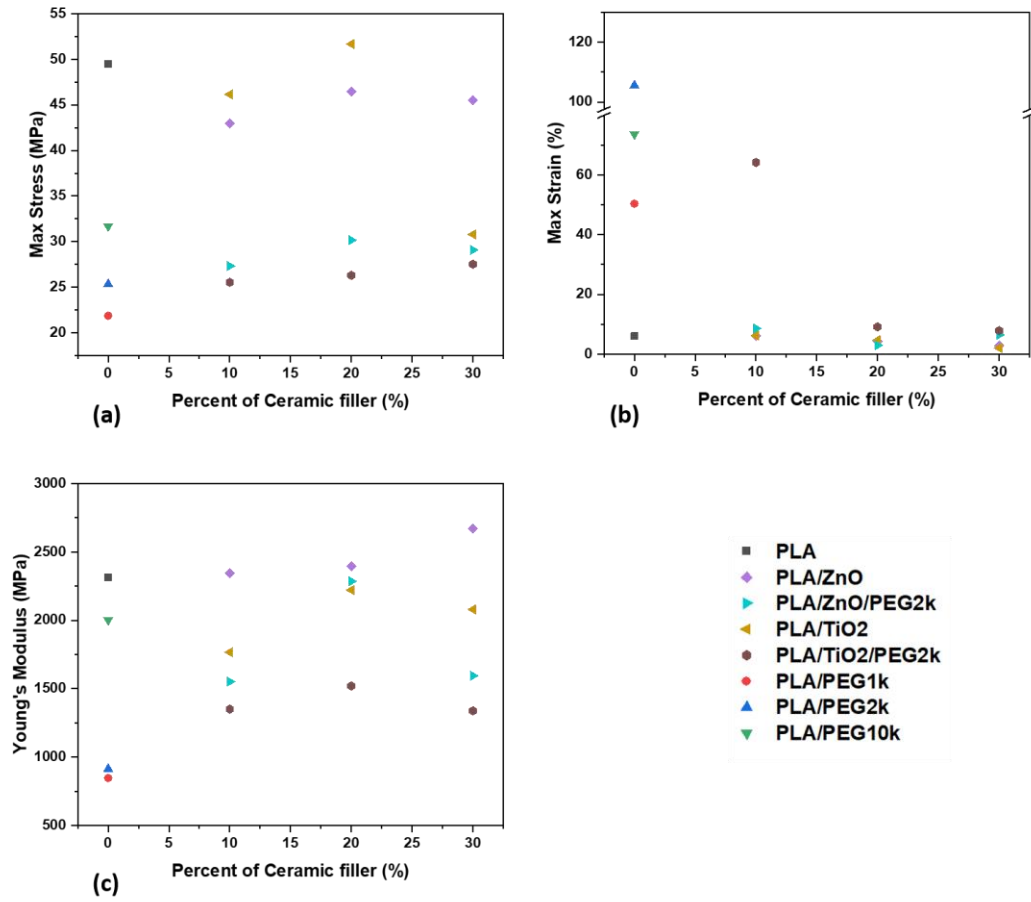 55
50
45
40
35
30
25
20
Max Stress (MPa)
0 5 10 15 20 25 30
Percent of Ceramic filler (%)
(a)
120
100
60
40
20
0
Max Strain (%)
0 5 10 15 20 25 30
Percent of Ceramic filler (%)
(b)
3000
2500
2000
1500
1000
500
Young's Modulus (MPa)
0 5 10 15 20 25 30
Percent of Ceramic filler (%)
(c)
PLA
PLA/ZnO
PLA/ZnO/PEG2k
PLA/TiO2
PLA/TiO2/PEG2k
PLA/PEG1k
PLA/PEG2k
PLA/PEG10k